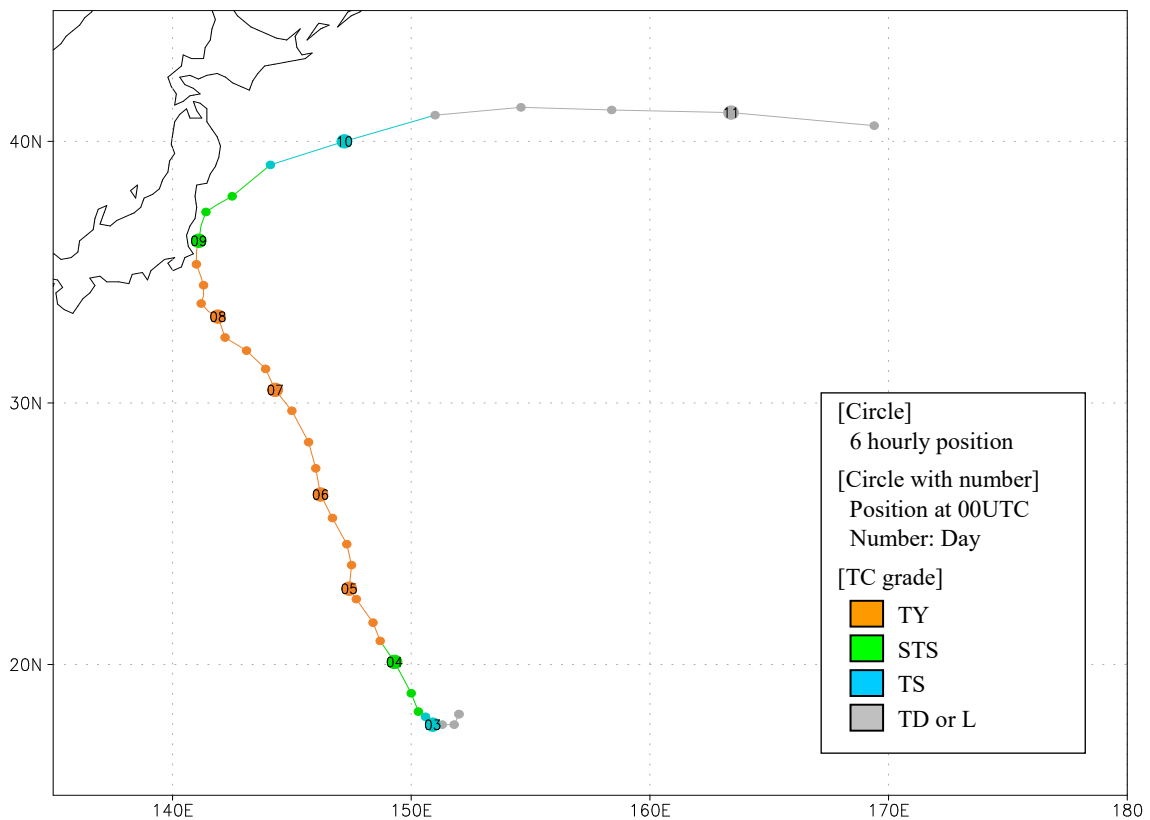 10
11
40N
09
08
07
30N
[Circle]
6 hourly position
06
[Circle with number]
Position at 00UTC
Number: Day
[TC grade]
05
TY
STS
04
20N
TS
03
TD or L
140E
150E
160E
170E
180